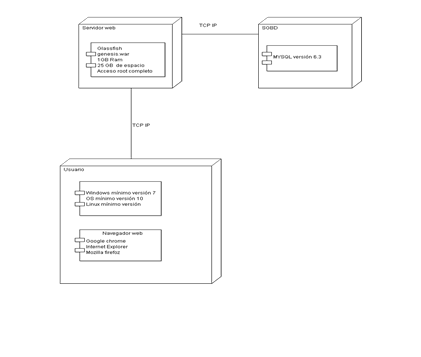 TCP IP
Servidor web
SGBD
Glassfish
genesis.war
1GB Ram
25 GB de espacio
Acceso root completo
MYSQL versión 6.3
TCP IP
Usuario
Windows mínimo versión 7
OS mínimo versión 10
Linux mínimo versión
Navegador web
Google chrome
Internet Explorer
Mozilla firefoz